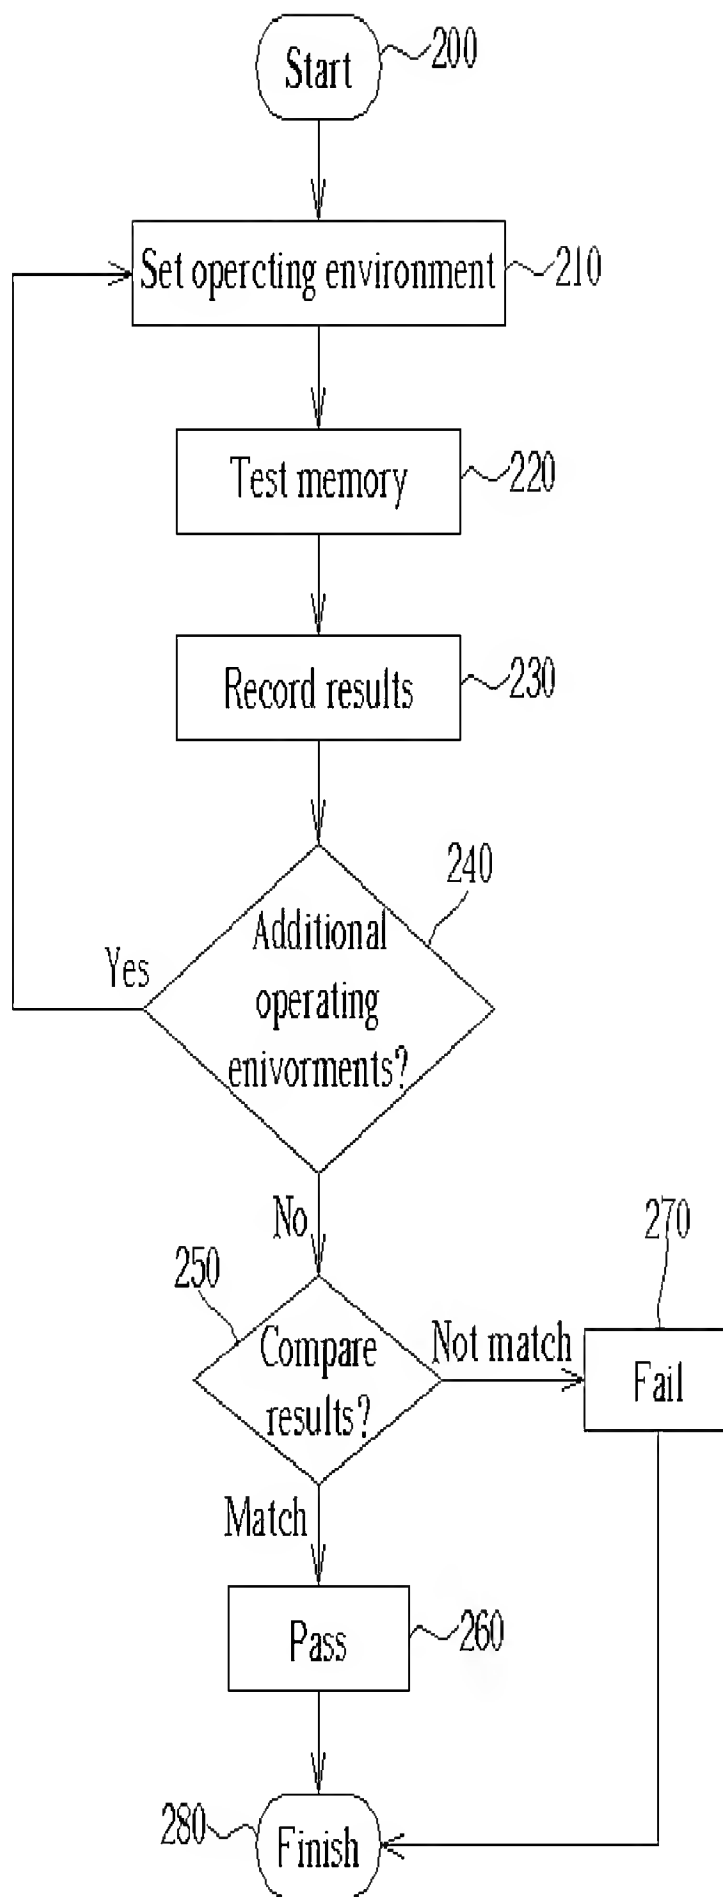 Start
200
Set opercting environment
210
Test memory
220
Record results
230
240
Additional
operating
enivorments?
Yes
No
250
Compare
results?
Not match
270
Fail
Match
Pass
260
280
Finish